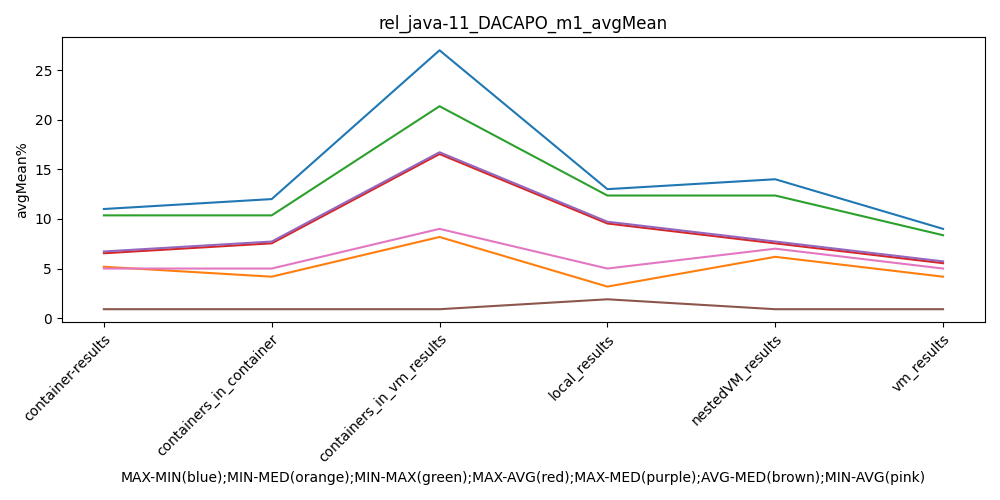 rel_java-11_DACAPO_m1_avgMean
avgMean%
25
20
15
10
5
0
container-results
containers_in_container
containers_in_vm_results
local_results
nestedVM_results
vm_results
MAX-MIN(blue);MIN-MED(orange);MIN-MAX(green);MAX-AVG(red);MAX-MED(purple);AVG-MED(brown);MIN-AVG(pink)